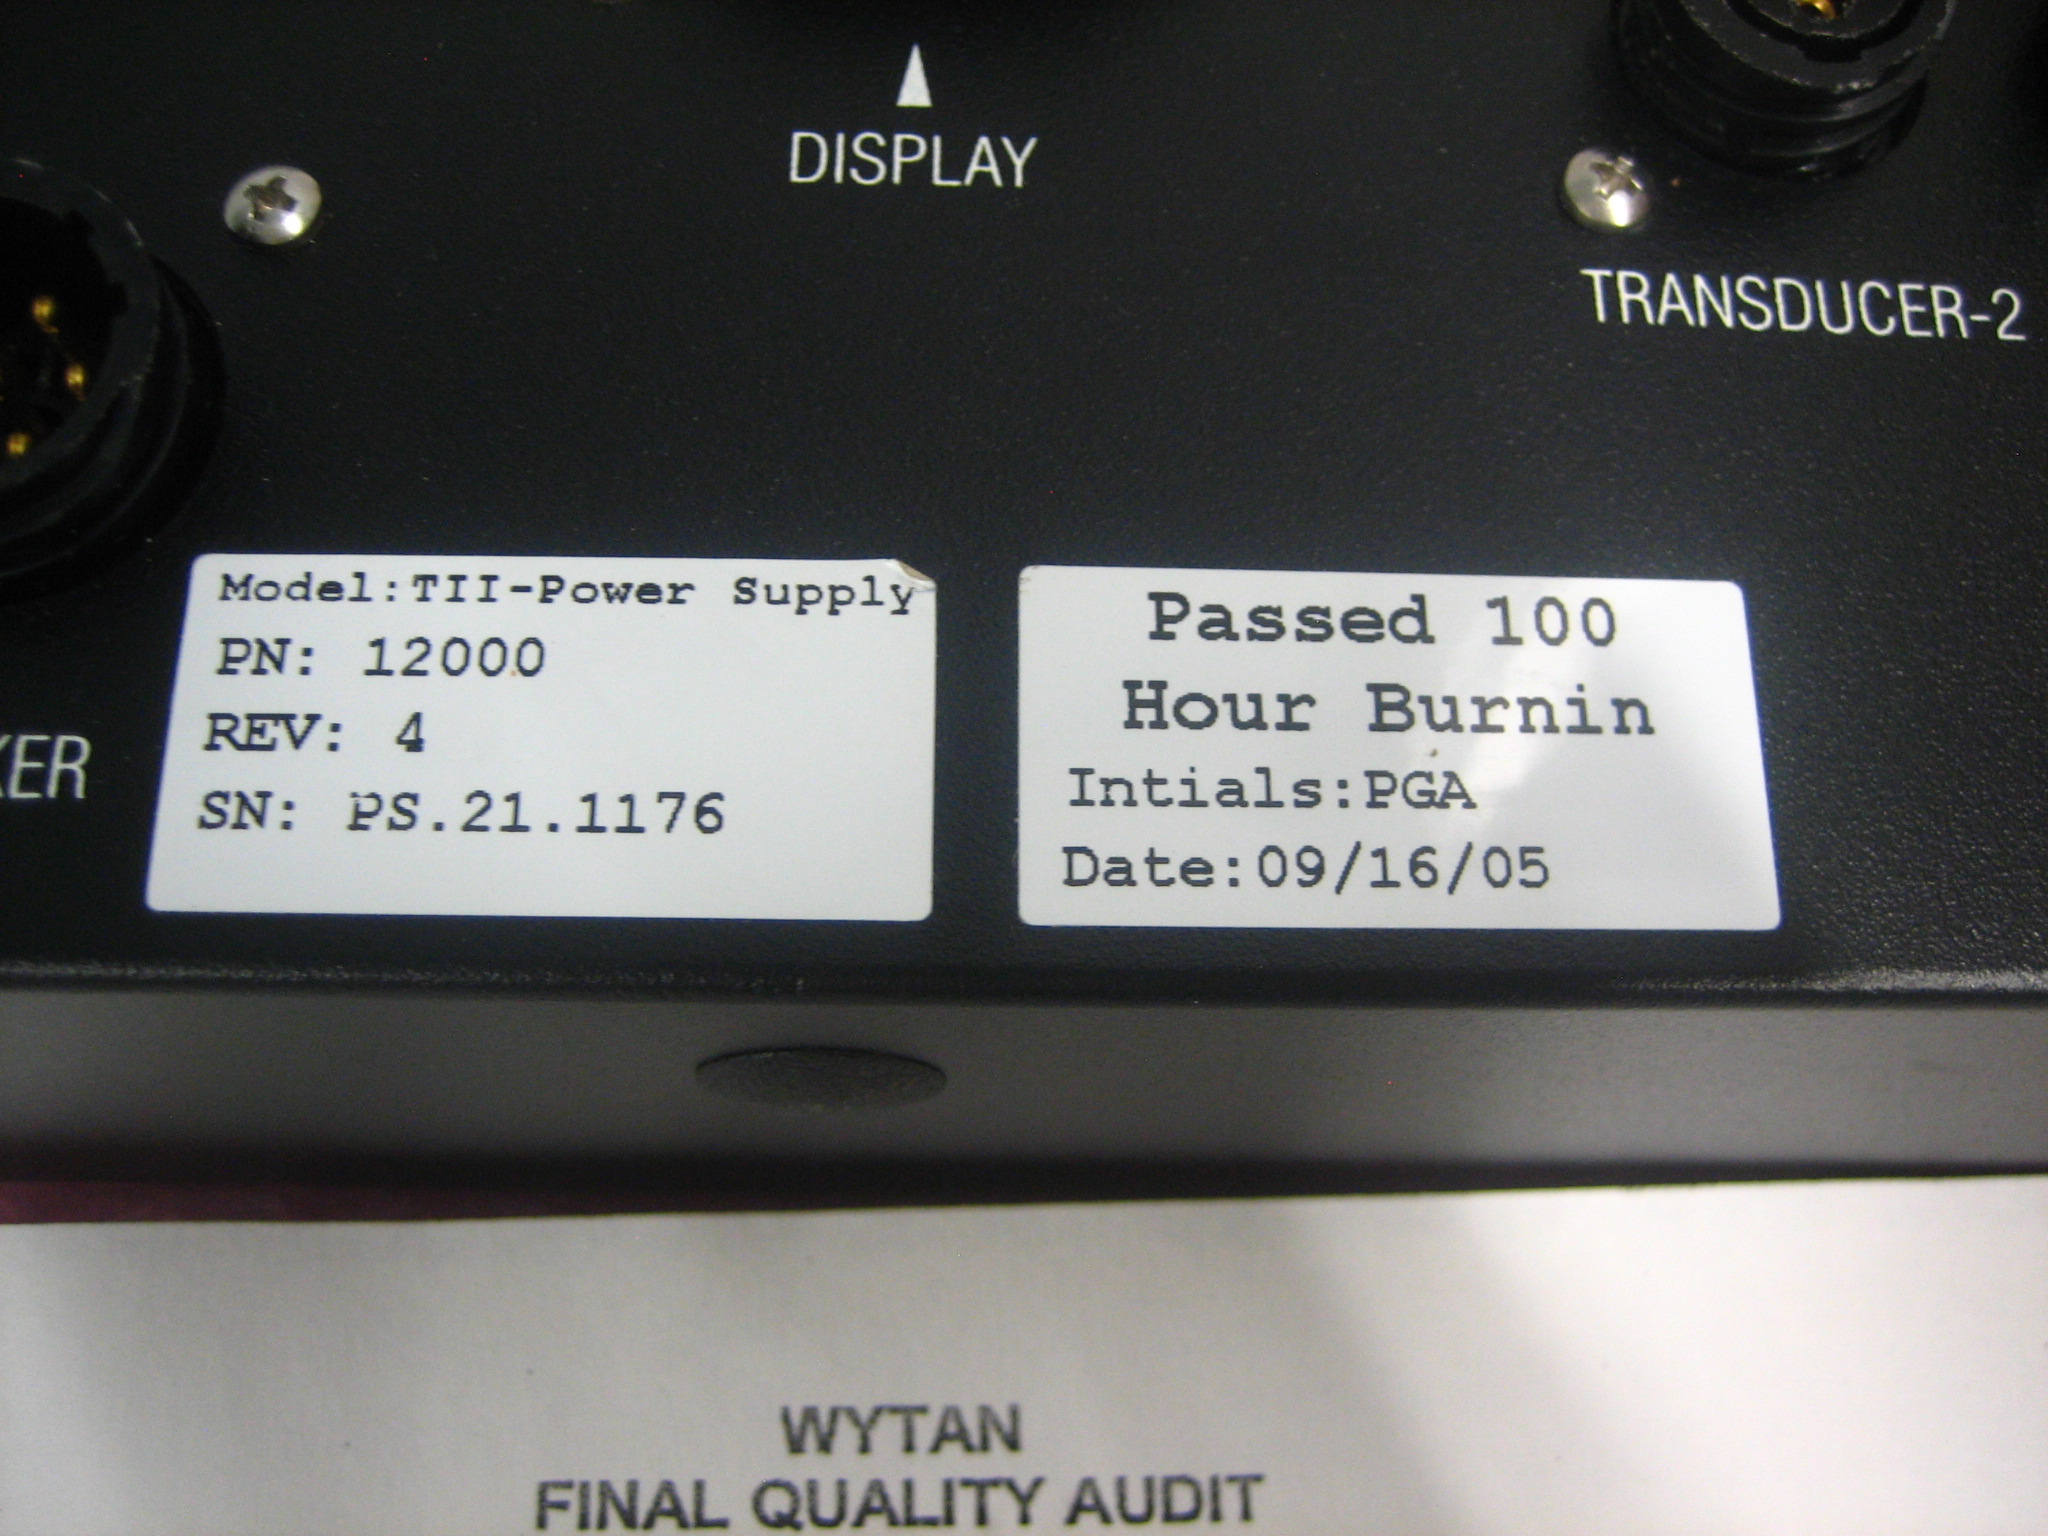 DISPLAY
TRANSDUCER-2
KER
Model:TII-Power Supply
PN: 12000
REV: 4
SN: PS.21.1176
Passed 100
Hour Burnin
Intials:PGA
Date:09/16/05
WYTAN
FINAL QUALITY AUDIT